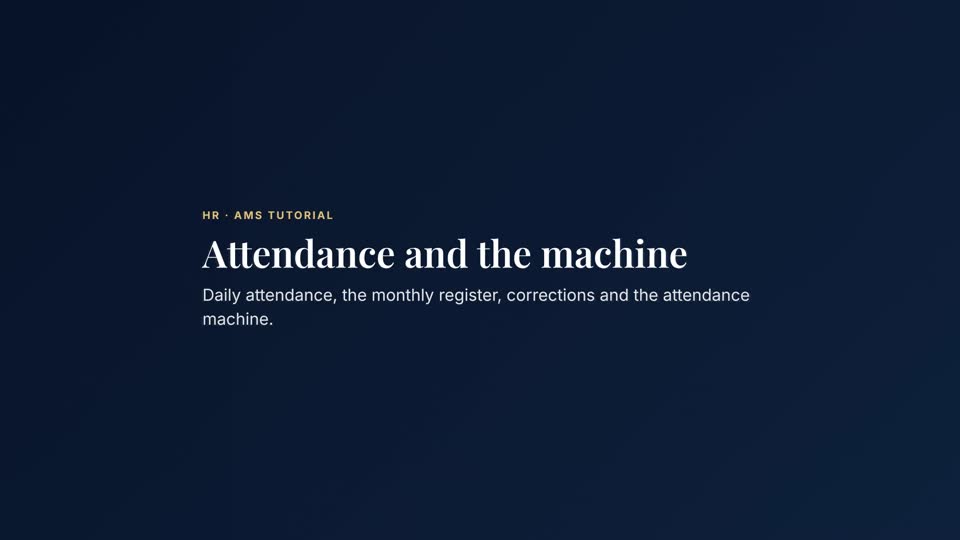 HR · AMS TUTORIAL
Attendance and the machine
Daily attendance, the monthly register, corrections and the attendance
machine.